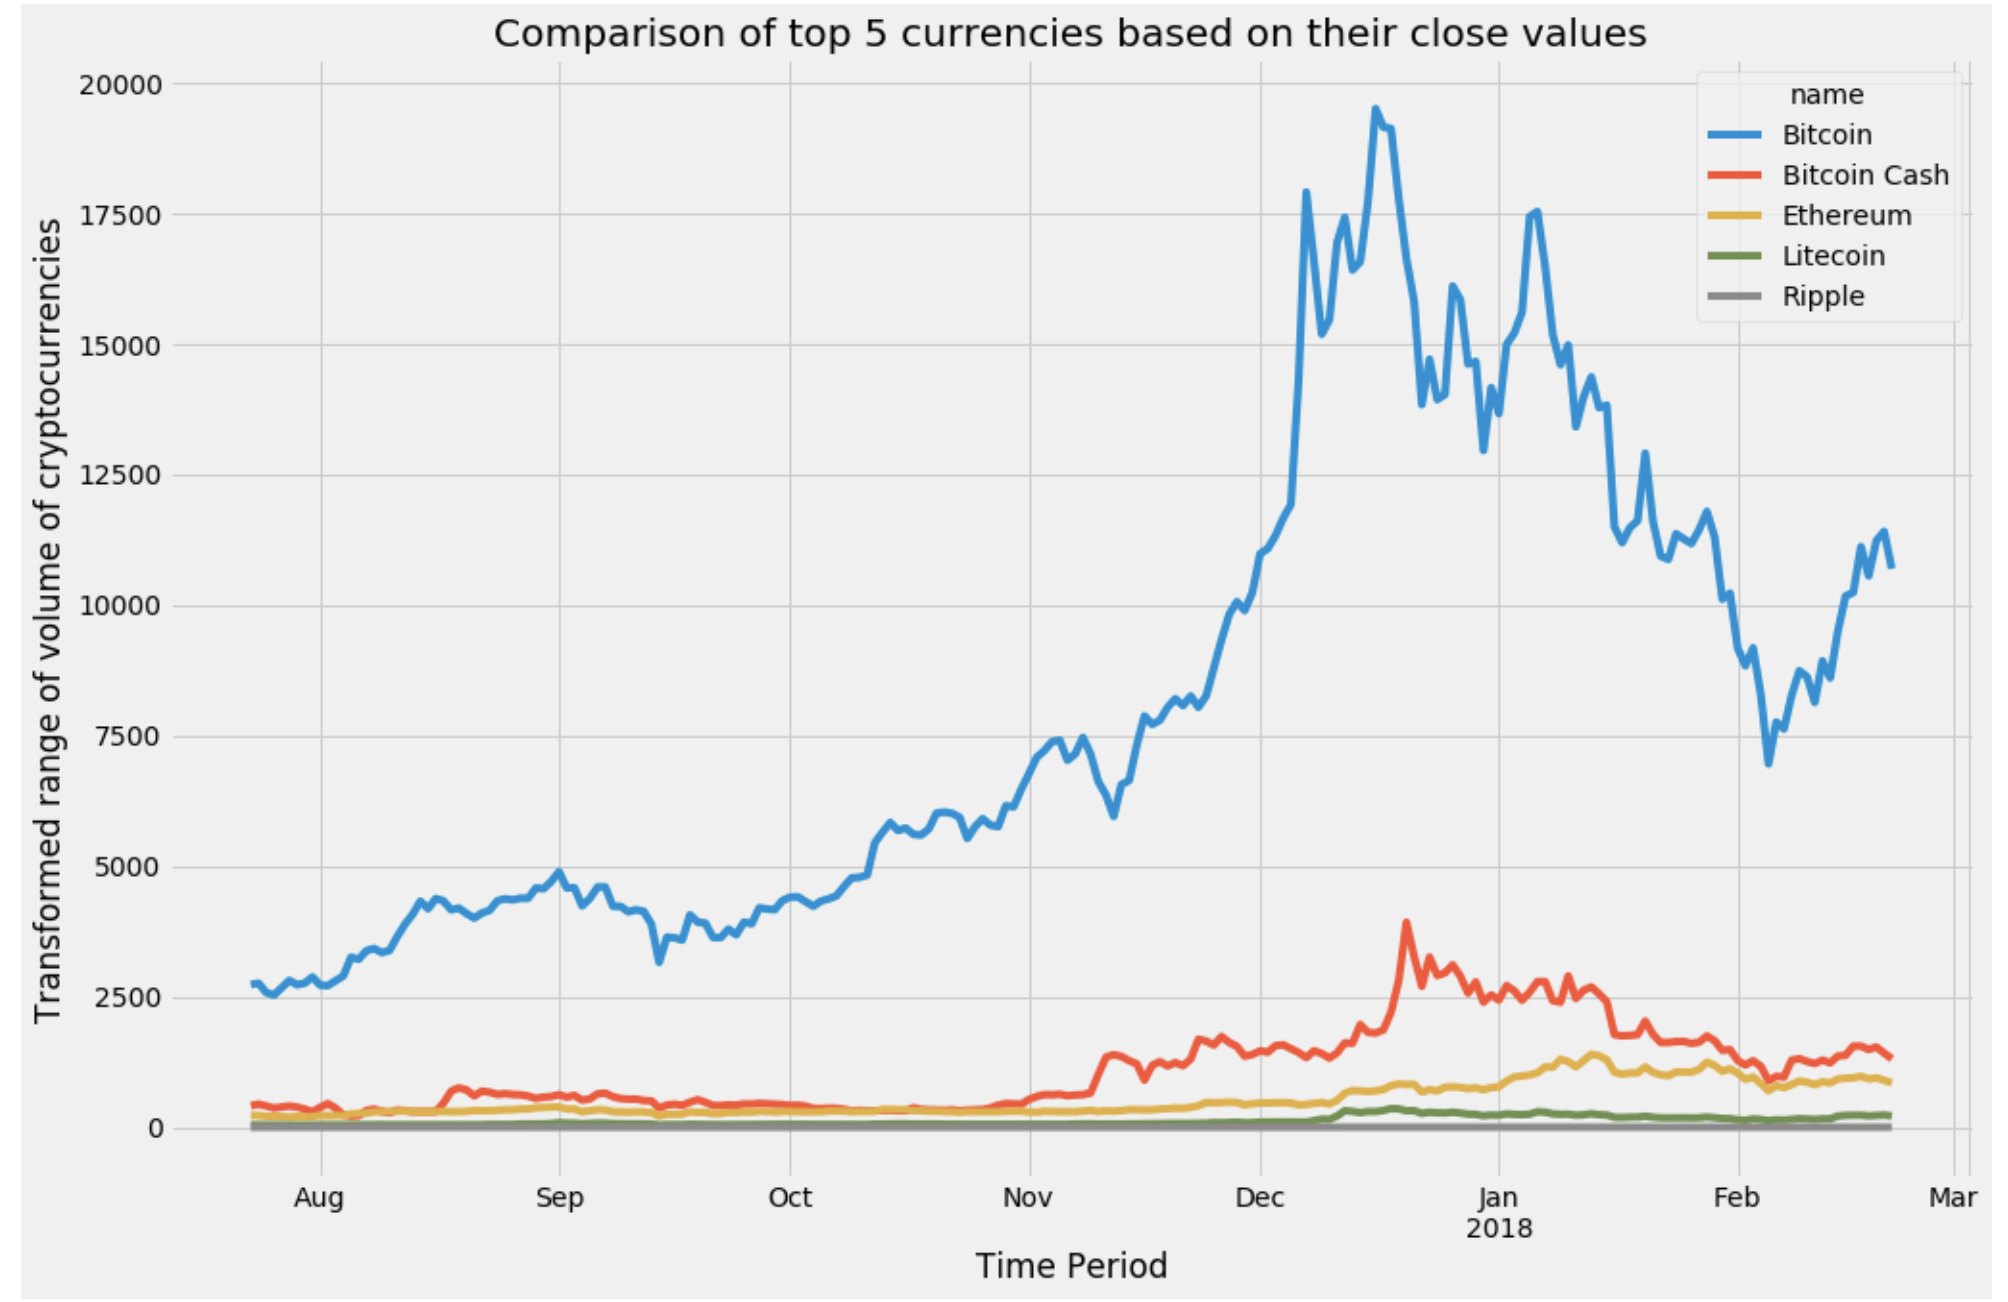 Comparison of top 5 currencies based on their close values
Transformed range of volume of cryptocurrencies
20000
17500
15000
12500
10000
7500
5000
2500
0
name
Bitcoin
Bitcoin Cash
Ethereum
Litecoin
Ripple
Aug Sep Oct Nov Dec Jan Feb Mar
2018
Time Period